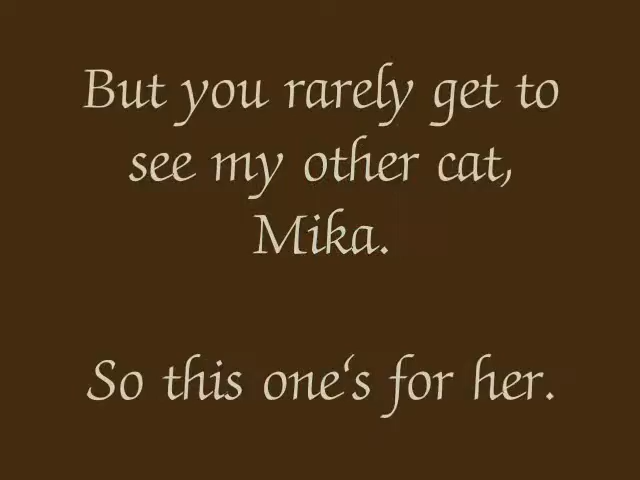 But you rarely get to
see my other cat,
Mika.
So this one‘s for her.